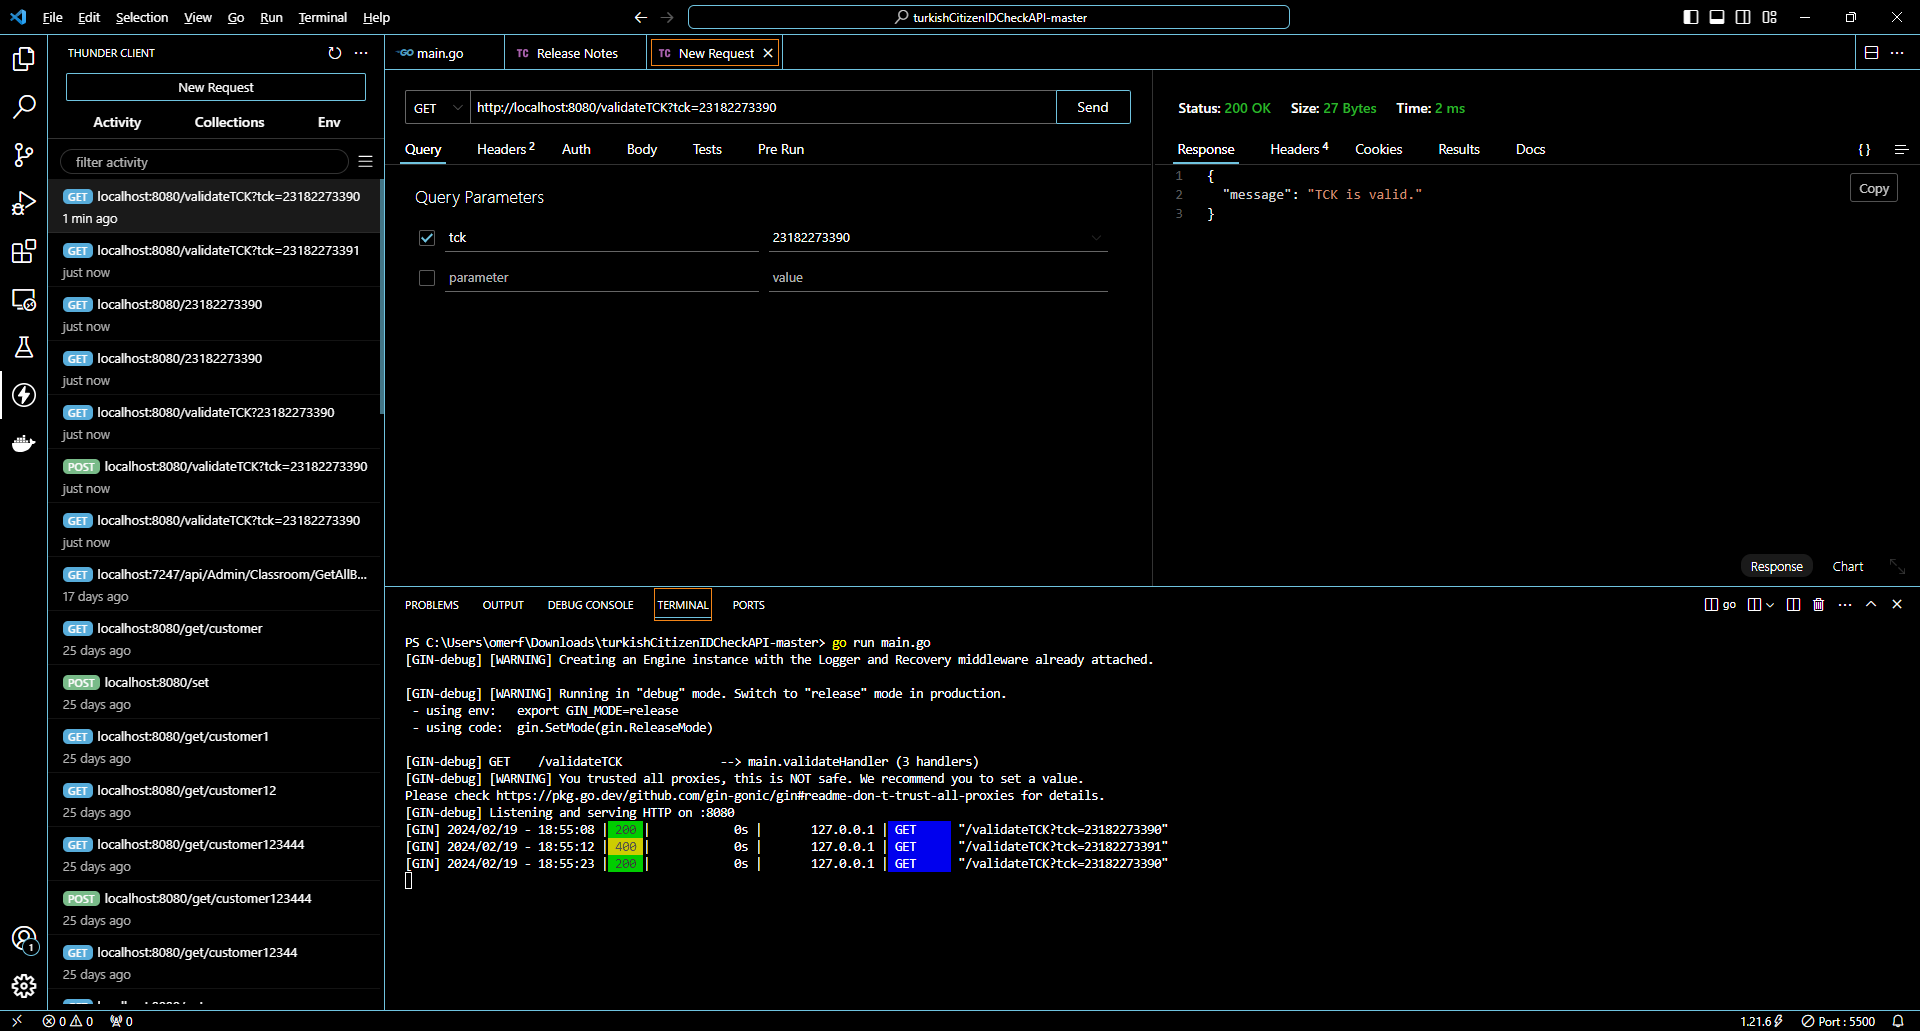 File Edit Selection View Go Run Terminal Help
turkishCitizenIDCheckAPI-master
THUNDER CLIENT
New Request
Activity Collections Env
filter activity
GET localhost:8080/validateTCK?tck=23182273390
1 min ago
GET localhost:8080/validateTCK?tck=23182273391
just now
GET localhost:8080/23182273390
just now
GET localhost:8080/23182273390
just now
GET localhost:8080/validateTCK?23182273390
just now
POST localhost:8080/validateTCK?tck=23182273390
just now
GET localhost:8080/validateTCK?tck=23182273390
just now
GET localhost:7247/api/Admin/Classroom/GetAllB...
17 days ago
GET localhost:8080/get/customer
25 days ago
POST localhost:8080/set
25 days ago
GET localhost:8080/get/customer1
25 days ago
GET localhost:8080/get/customer12
25 days ago
GET localhost:8080/get/customer123444
25 days ago
POST localhost:8080/get/customer123444
25 days ago
GET localhost:8080/get/customer12344
25 days ago
GO main.go
TC Release Notes
TC New Request
GET http://localhost:8080/validateTCK?tck=23182273390 Send
Query Headers 2 Auth Body Tests Pre Run
Query Parameters
tck 23182273390
parameter value
Status: 200 OK Size: 27 Bytes Time: 2 ms
Response Headers 4 Cookies Results Docs {}
1 {
2 "message": "TCK is valid."
3 }
Copy
Response Chart
PROBLEMS OUTPUT DEBUG CONSOLE TERMINAL PORTS
go
PS C:\Users\omerf\Downloads\turkishCitizenIDCheckAPI-master> go run main.go
[GIN-debug] [WARNING] Creating an Engine instance with the Logger and Recovery middleware already attached.
[GIN-debug] [WARNING] Running in "debug" mode. Switch to "release" mode in production.
- using env: export GIN_MODE=release
- using code: gin.SetMode(gin.ReleaseMode)
[GIN-debug] GET /validateTCK --> main.validateHandler (3 handlers)
[GIN-debug] [WARNING] You trusted all proxies, this is NOT safe. We recommend you to set a value.
Please check https://pkg.go.dev/github.com/gin-gonic/gin#readme-don-t-trust-all-proxies for details.
[GIN-debug] Listening and serving HTTP on :8080
[GIN] 2024/02/19 - 18:55:08 | 200 | 0s | 127.0.0.1 | GET "/validateTCK?tck=23182273390"
[GIN] 2024/02/19 - 18:55:12 | 400 | 0s | 127.0.0.1 | GET "/validateTCK?tck=23182273391"
[GIN] 2024/02/19 - 18:55:23 | 200 | 0s | 127.0.0.1 | GET "/validateTCK?tck=23182273390"
1
0 0 0
1.21.6 Port : 5500